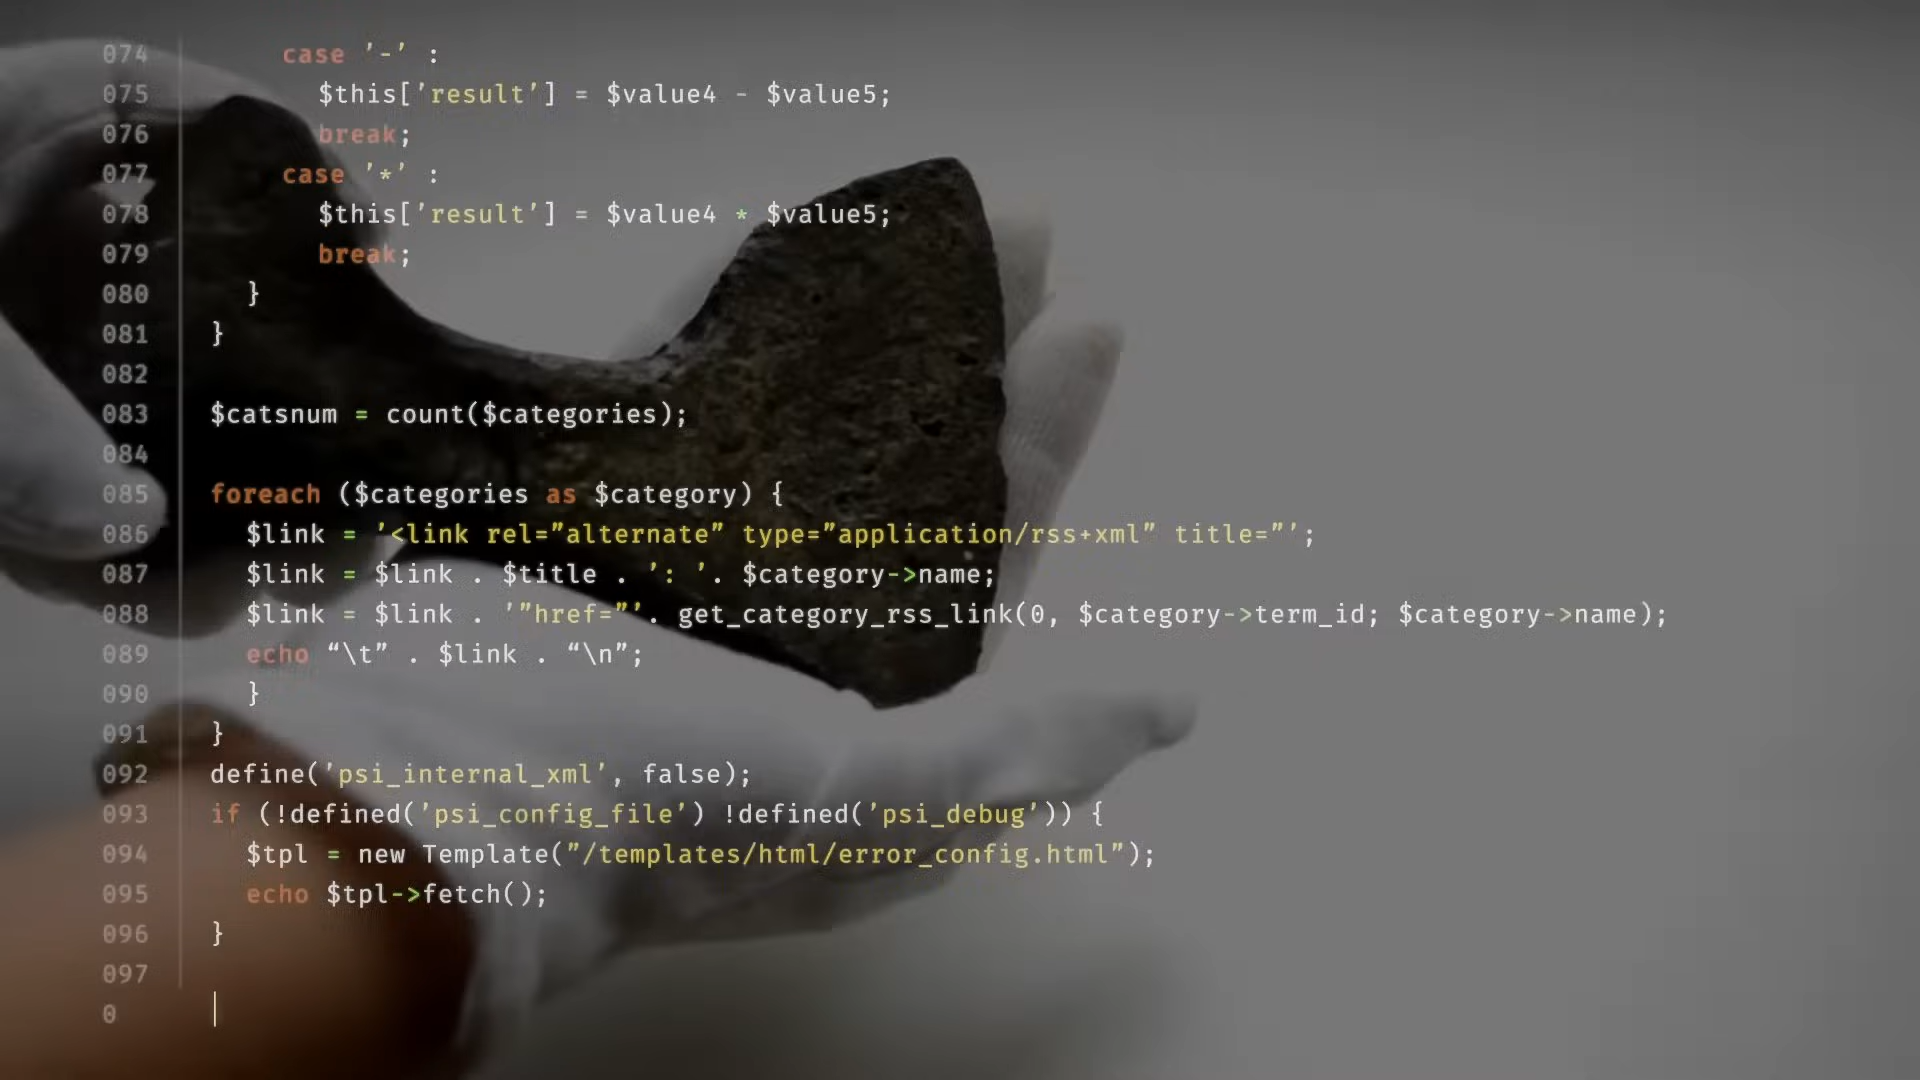 074 case '-' :
075 $this['result'] = $value4 - $value5;
076 break;
077 case '*' :
078 $this['result'] = $value4 * $value5;
079 break;
080 }
081 }
082
083 $catsnum = count($categories);
084
085 foreach ($categories as $category) {
086 $link = '<link rel=”alternate” type=”application/rss+xml” title=”';
087 $link = $link . $title . ': '. $category->name;
088 $link = $link . '”href=”'. get_category_rss_link(0, $category->term_id; $category->name);
089 echo “\t” . $link . “\n”;
090 }
091 }
092 define('psi_internal_xml', false);
093 if (!defined('psi_config_file') !defined('psi_debug')) {
094 $tpl = new Template(”/templates/html/error_config.html”);
095 echo $tpl->fetch();
096 }
097
0